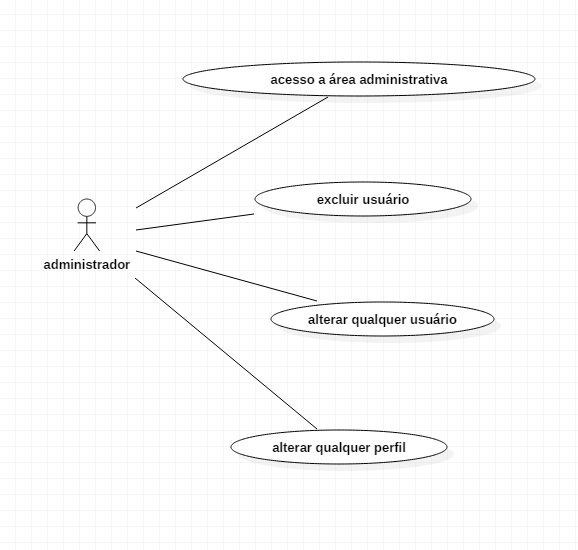 acesso a área administrativa
excluir usuário
administrador
alterar qualquer usuário
alterar qualquer perfil